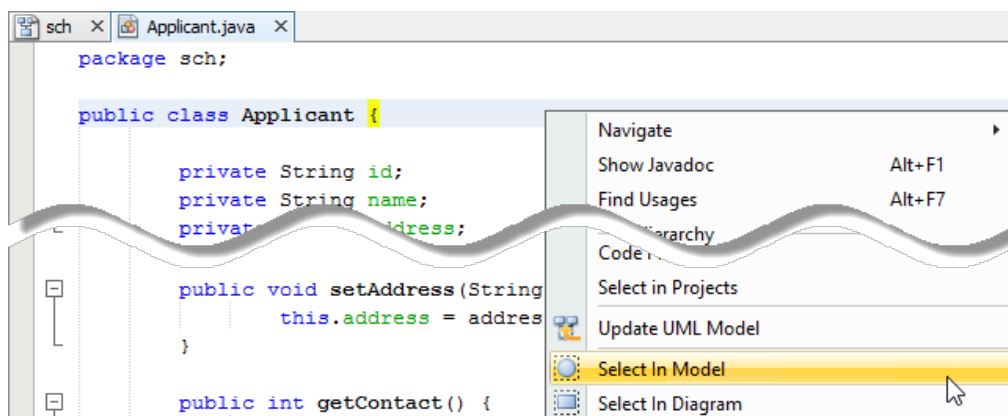 sch Applicant.java
package sch;
public class Applicant {
private String id;
private String name;
public void setAddress(String
this.address = addres
}
public int getContact() {
Navigate
Show Javadoc Alt+F1
Find Usages Alt+F7
Select in Projects
Update UML Model
Select In Model
Select In Diagram